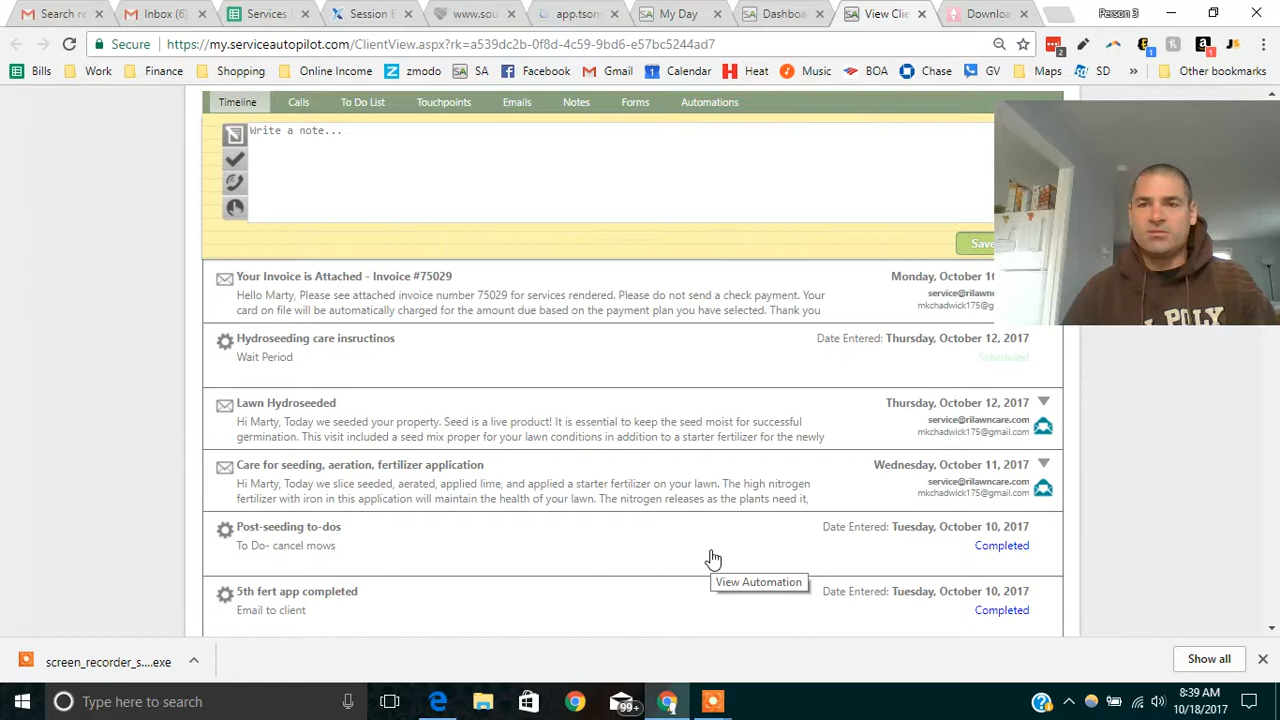 Search re
Inbox (6)
Services
Session E
www.sou
app.tsom
My Day
Dashbo
View Clie
Downloa
Person 3
Secure
https://my.serviceautopilot.com/ClientView.aspx?rk=a539dc2b-0f8d-4c59-9bd6-e57bc5244ad7
Bills Work Finance Shopping Online Income zmodo SA Facebook Gmail Calendar Heat Music BOA Chase GV Maps SD » Other bookmarks
Timeline Calls To Do List Touchpoints Emails Notes Forms Automations
Write a note...
Save
Your Invoice is Attached - Invoice #75029 Monday, October 16
Hello Marty, Please see attached invoice number 75029 for services rendered. Please do not send a check payment. Your service@rilawnc
card on file will be automatically charged for the amount due based on the payment plan you have selected. Thank you mkchadwick175@g
Hydroseeding care insructinos Date Entered: Thursday, October 12, 2017
Wait Period Scheduled
Lawn Hydroseeded Thursday, October 12, 2017
Hi Marty, Today we seeded your property. Seed is a live product! It is essential to keep the seed moist for successful service@rilawncare.com
germination. This visit included a seed mix proper for your lawn conditions in addition to a starter fertilizer for the newly mkchadwick175@gmail.com
Care for seeding, aeration, fertilizer application Wednesday, October 11, 2017
Hi Marty, Today we slice seeded, aerated, applied lime, and applied a starter fertilizer on your lawn. The high nitrogen service@rilawncare.com
fertilizer with iron in this application will maintain the health of your lawn. The nitrogen releases as the plants need it, mkchadwick175@gmail.com
Post-seeding to-dos Date Entered: Tuesday, October 10, 2017
To Do- cancel mows Completed
View Automation
5th fert app completed Date Entered: Tuesday, October 10, 2017
Email to client Completed
screen_recorder_s....exe
Show all
Type here to search
99+
8:39 AM
10/18/2017